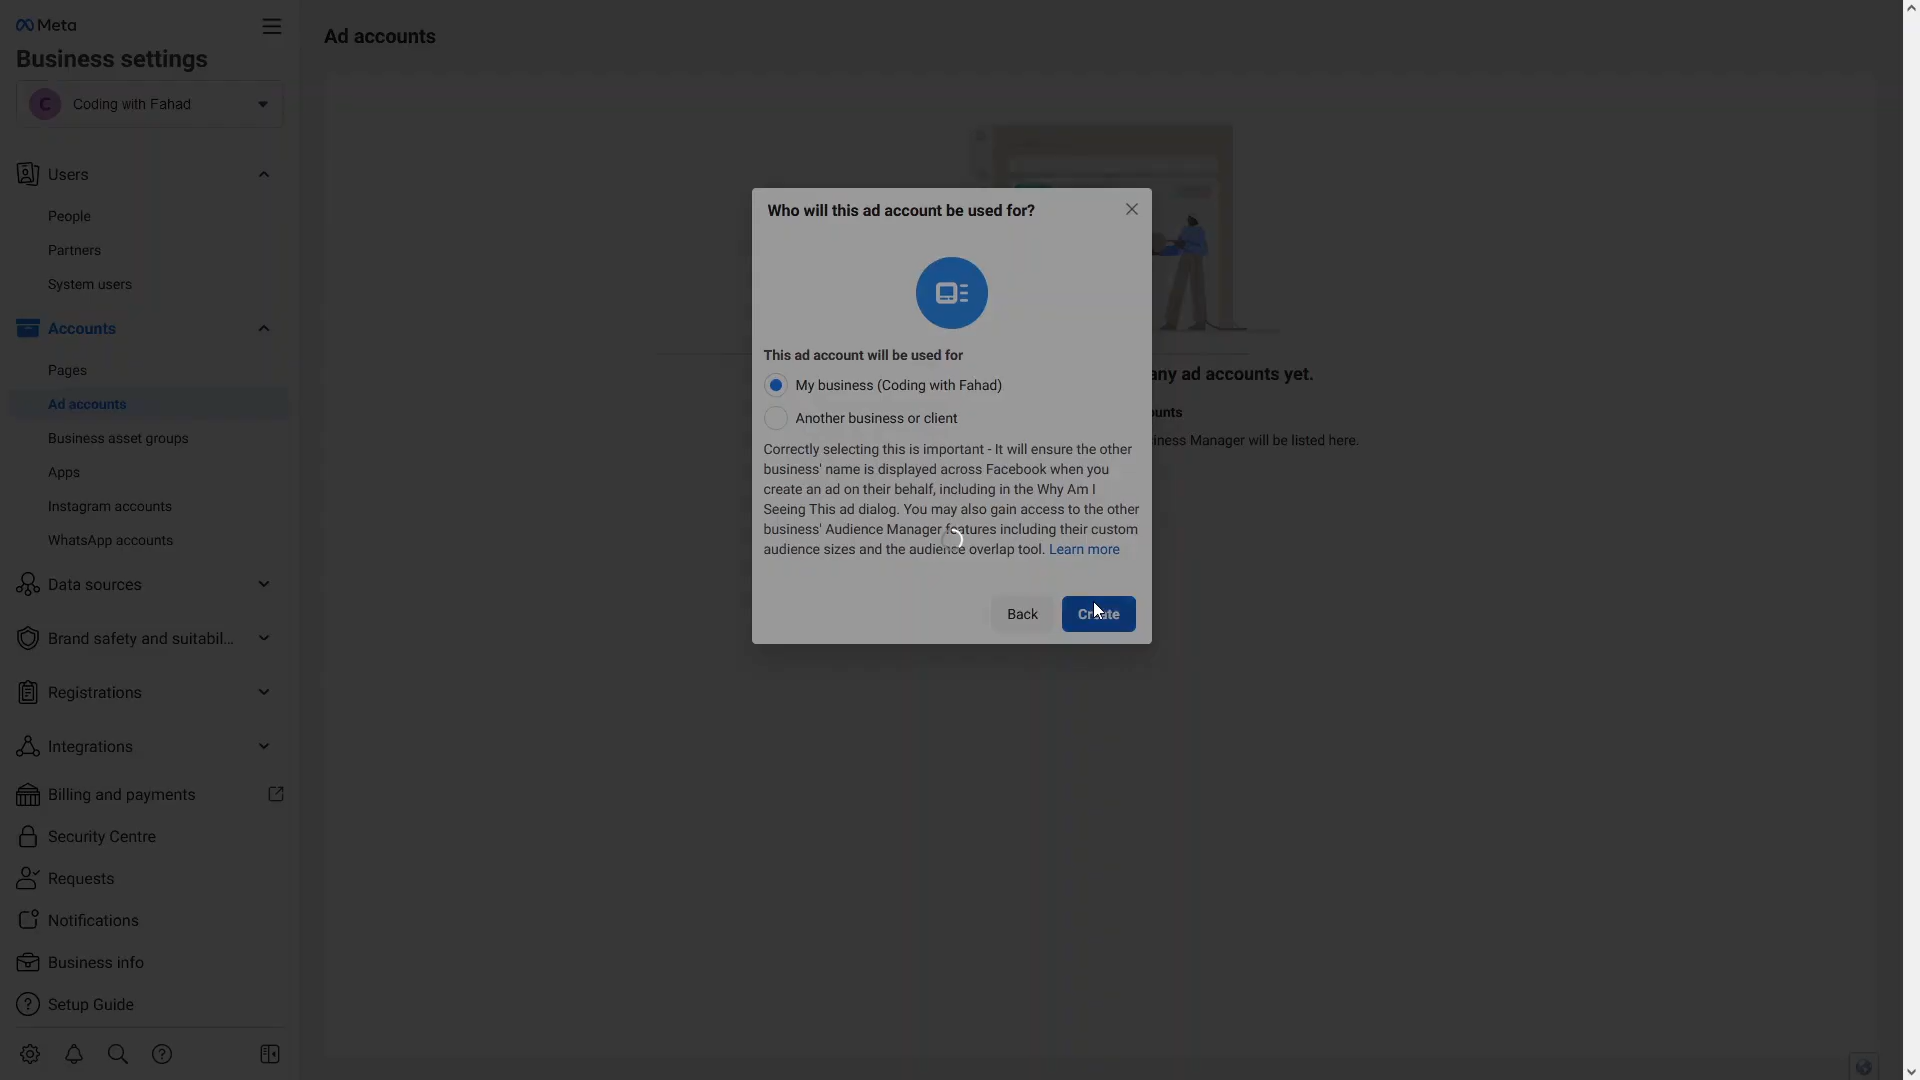 Meta
Business settings
C
Coding with Fahad
Users
People
Partners
System users
Accounts
Pages
Ad accounts
Business asset groups
Apps
Instagram accounts
WhatsApp accounts
Data sources
Brand safety and suitabil...
Registrations
Integrations
Billing and payments
Security Centre
Requests
Notifications
Business info
Setup Guide
Ad accounts
Who will this ad account be used for?
This ad account will be used for
My business (Coding with Fahad)
Another business or client
Correctly selecting this is important - It will ensure the other
business' name is displayed across Facebook when you
create an ad on their behalf, including in the Why Am I
Seeing This ad dialog. You may also gain access to the other
business' Audience Manager features including their custom
audience sizes and the audience overlap tool. Learn more
Back
Create
any ad accounts yet.
Manager will be listed here.